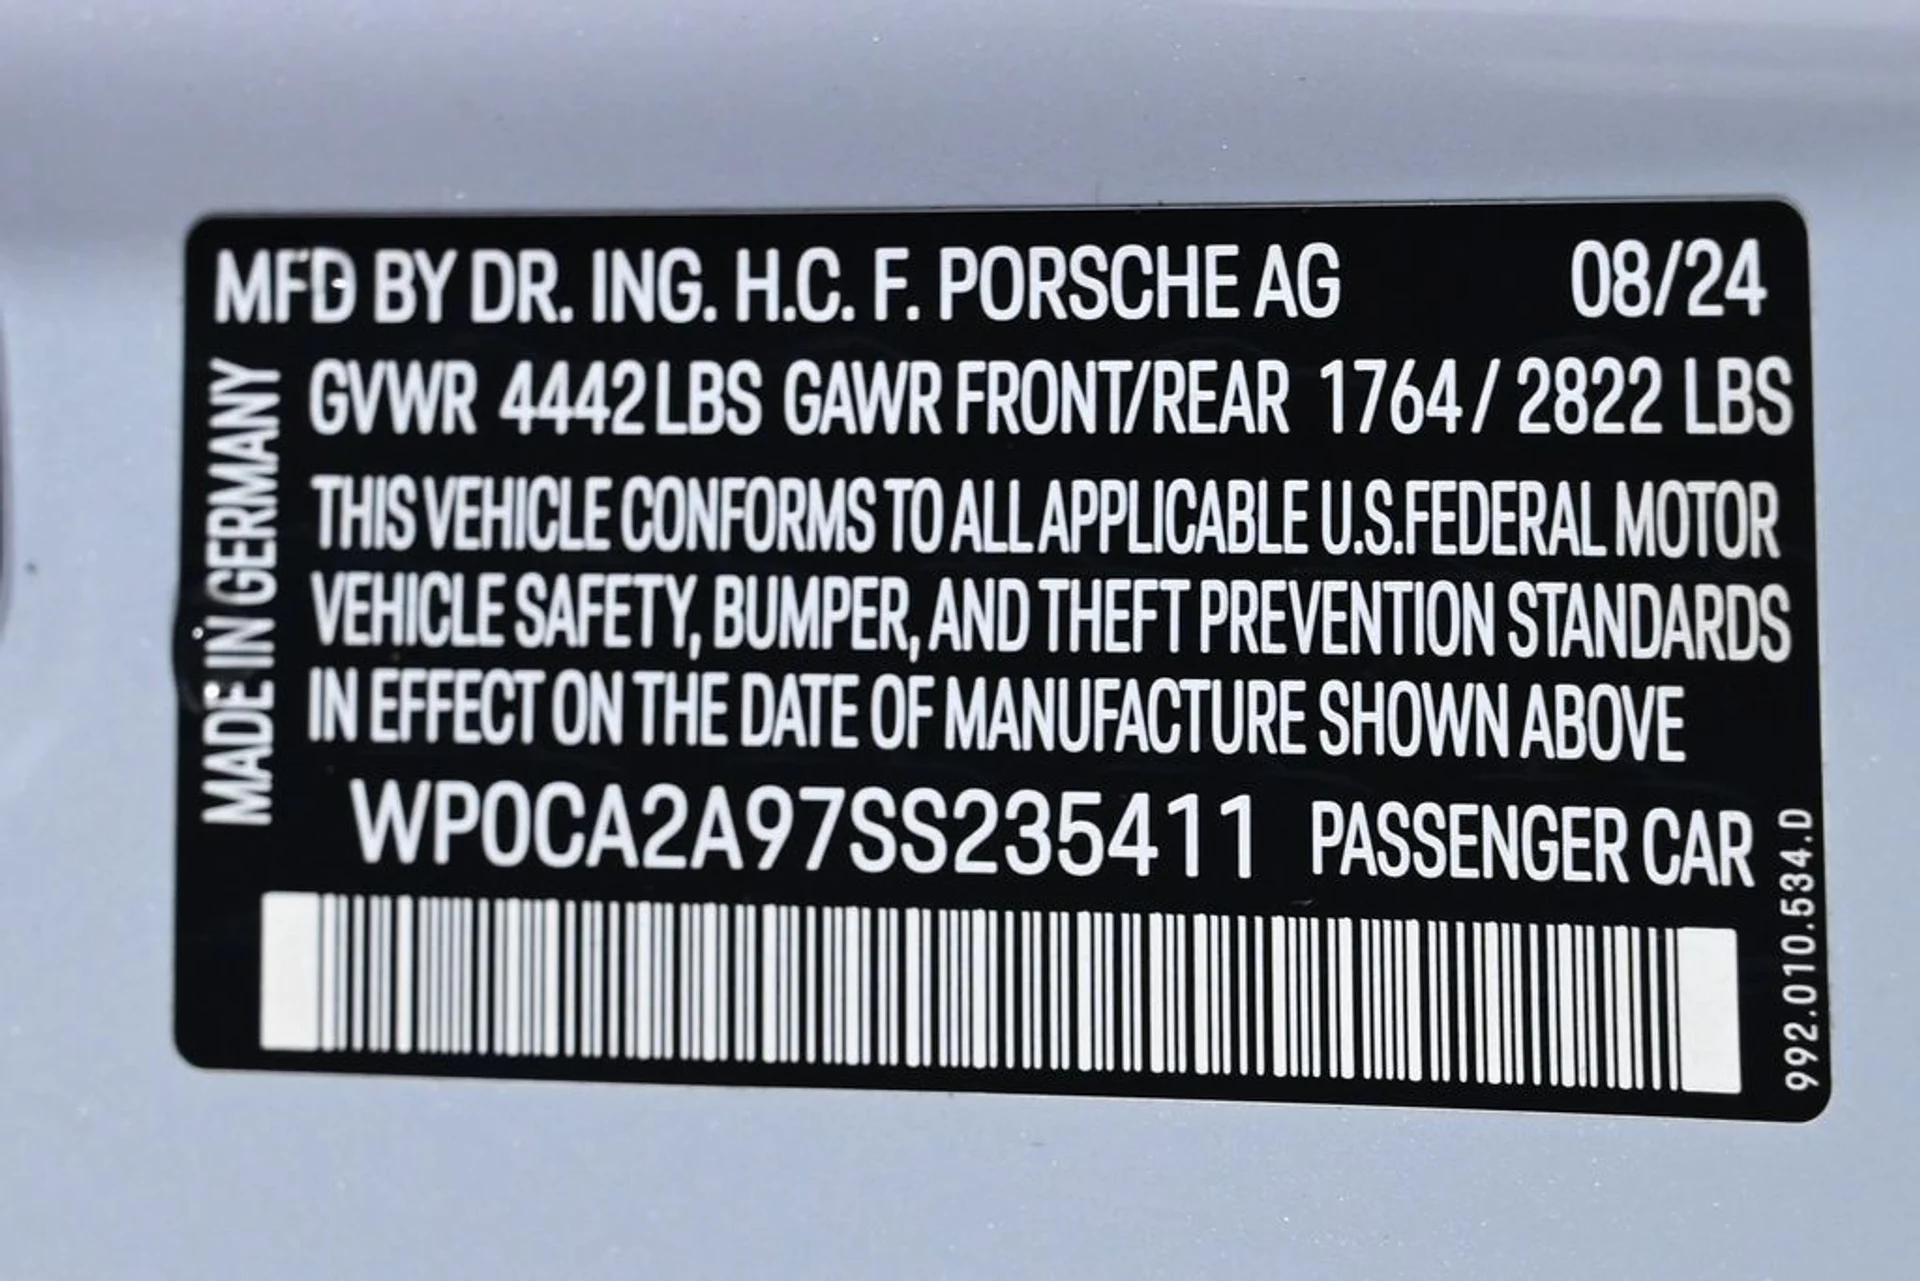 MFD BY DR. ING. H.C. F. PORSCHE AG 08/24
GVWR 4442 LBS GAWR FRONT/REAR 1764 / 2822 LBS
THIS VEHICLE CONFORMS TO ALL APPLICABLE U.S.FEDERAL MOTOR
VEHICLE SAFETY, BUMPER, AND THEFT PREVENTION STANDARDS
IN EFFECT ON THE DATE OF MANUFACTURE SHOWN ABOVE
WP0CA2A97SS235411 PASSENGER CAR
MADE IN GERMANY
992.010.534.D